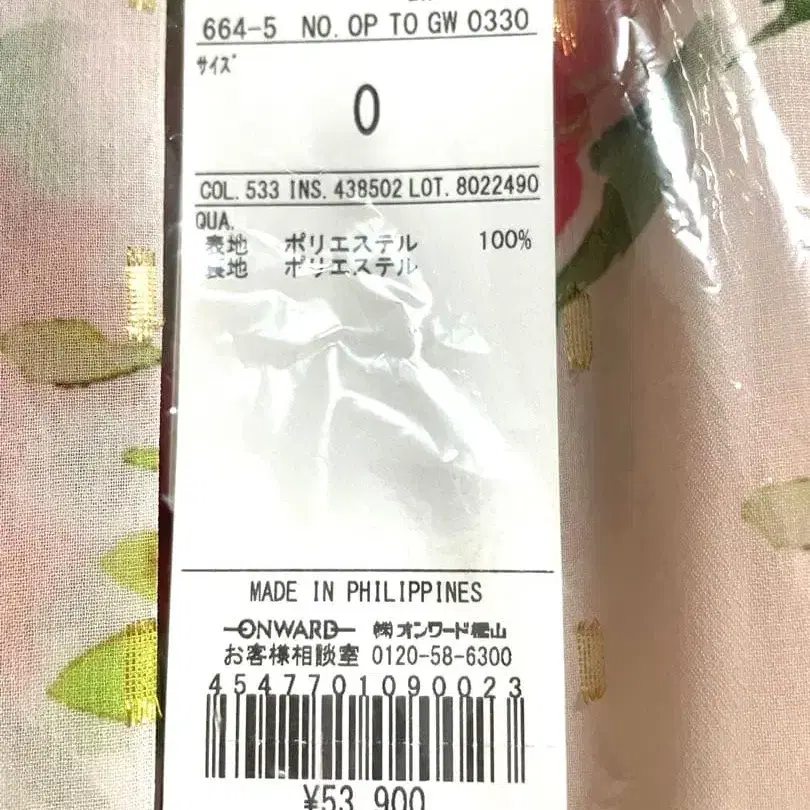 664-5 NO. OP TO GW 0330
サイズ
0
COL. 533 INS. 438502 LOT. 8022490
QUA.
表地 ポリエステル 100%
裏地 ポリエステル
MADE IN PHILIPPINES
ONWARD ㈱オンワード樫山
お客様相談室 0120-58-6300
4547701090023
¥53,900